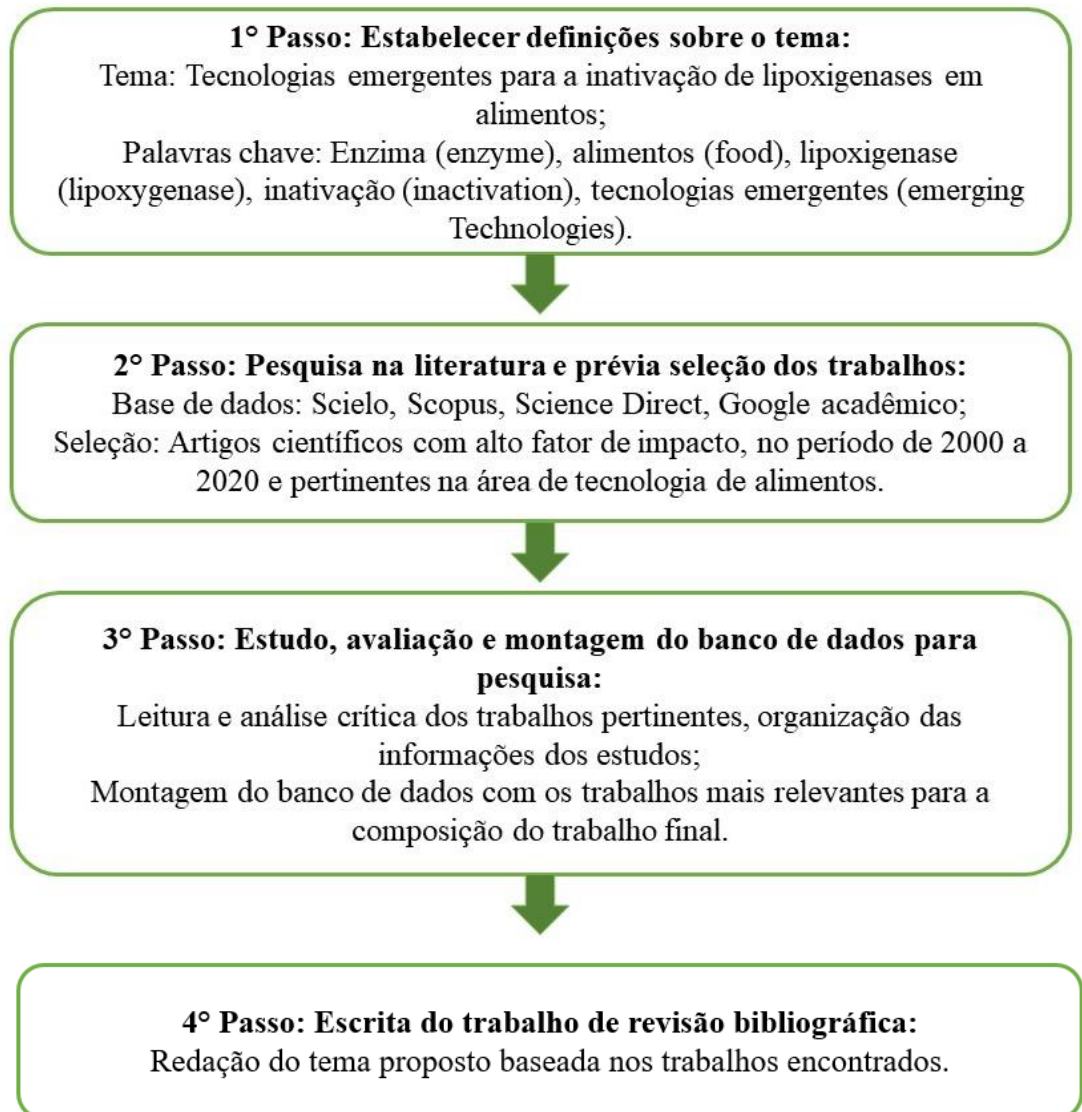 1° Passo: Estabelecer definições sobre o tema:
Tema: Tecnologias emergentes para a inativação de lipoxigenases em
alimentos;
Palavras chave: Enzima (enzyme), alimentos (food), lipoxigenase
(lipoxygenase), inativação (inactivation), tecnologias emergentes (emerging
Technologies).
2° Passo: Pesquisa na literatura e prévia seleção dos trabalhos:
Base de dados: Scielo, Scopus, Science Direct, Google acadêmico;
Seleção: Artigos científicos com alto fator de impacto, no período de 2000 a
2020 e pertinentes na área de tecnologia de alimentos.
3° Passo: Estudo, avaliação e montagem do banco de dados para
pesquisa:
Leitura e análise crítica dos trabalhos pertinentes, organização das
informações dos estudos;
Montagem do banco de dados com os trabalhos mais relevantes para a
composição do trabalho final.
4° Passo: Escrita do trabalho de revisão bibliográfica:
Redação do tema proposto baseada nos trabalhos encontrados.